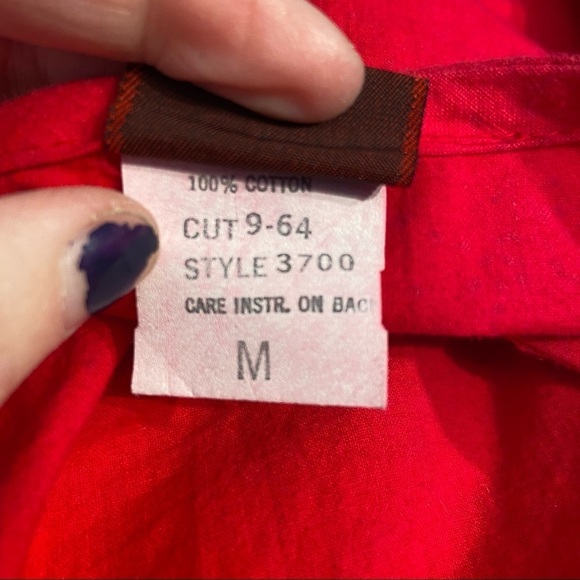 100% COTTON
CUT 9-64
STYLE 3700
CARE INSTR. ON BAC
M